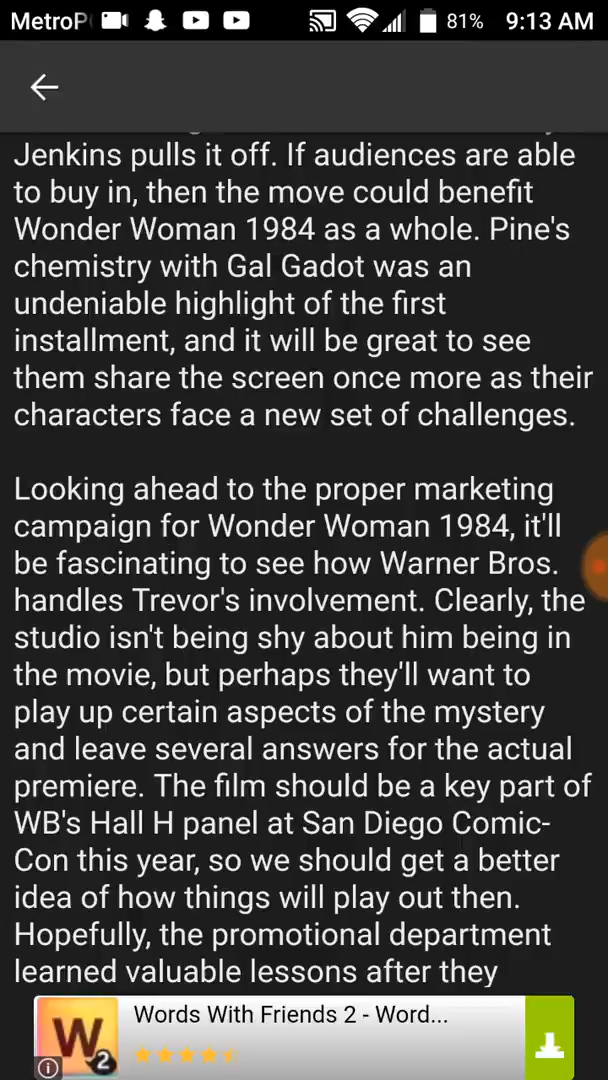 MetroP 81% 9:13 AM
Jenkins pulls it off. If audiences are able
to buy in, then the move could benefit
Wonder Woman 1984 as a whole. Pine's
chemistry with Gal Gadot was an
undeniable highlight of the first
installment, and it will be great to see
them share the screen once more as their
characters face a new set of challenges.
Looking ahead to the proper marketing
campaign for Wonder Woman 1984, it'll
be fascinating to see how Warner Bros.
handles Trevor's involvement. Clearly, the
studio isn't being shy about him being in
the movie, but perhaps they'll want to
play up certain aspects of the mystery
and leave several answers for the actual
premiere. The film should be a key part of
WB's Hall H panel at San Diego Comic-
Con this year, so we should get a better
idea of how things will play out then.
Hopefully, the promotional department
learned valuable lessons after they
W2
Words With Friends 2 - Word...